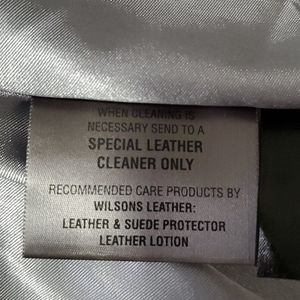 WHEN CLEANING IS
NECESSARY SEND TO A
SPECIAL LEATHER
CLEANER ONLY
RECOMMENDED CARE PRODUCTS BY
WILSONS LEATHER:
LEATHER & SUEDE PROTECTOR
LEATHER LOTION